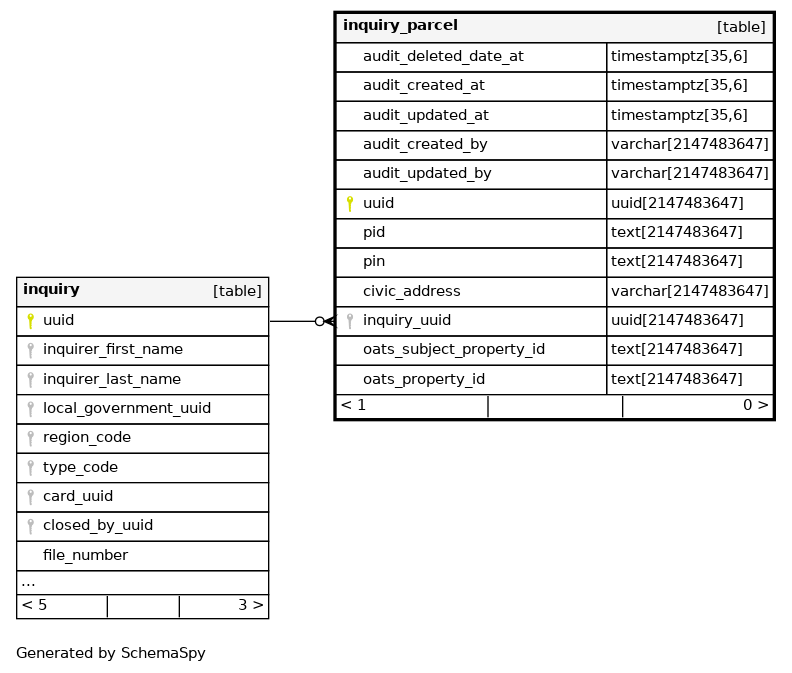 inquiry_parcel [table]
audit_deleted_date_at timestamptz[35,6]
audit_created_at timestamptz[35,6]
audit_updated_at timestamptz[35,6]
audit_created_by varchar[2147483647]
audit_updated_by varchar[2147483647]
uuid uuid[2147483647]
pid text[2147483647]
pin text[2147483647]
civic_address varchar[2147483647]
inquiry_uuid uuid[2147483647]
oats_subject_property_id text[2147483647]
oats_property_id text[2147483647]
< 1 0 >
inquiry [table]
uuid
inquirer_first_name
inquirer_last_name
local_government_uuid
region_code
type_code
card_uuid
closed_by_uuid
file_number
...
< 5 3 >
Generated by SchemaSpy